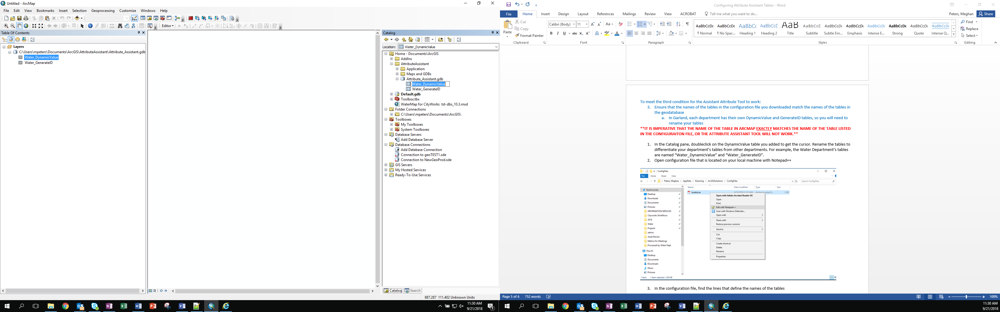 Untitled - ArcMap
File Edit View Bookmarks Insert Selection Geoprocessing Customize Windows Help
Editor
Table Of Contents
Layers
C:\Users\mpeters\Documents\ArcGIS\AttributeAssistant\Attribute_Assistant.gdb
Water_DynamicValue
Water_GenerateID
Catalog
Location: Water_DynamicValue
Home - Documents\ArcGIS
AddIns
AttributeAssistant
Application
Maps and GDBs
Attribute_Assistant.gdb
Water_DynamicValue
Water_GenerateID
Default.gdb
Toolbox.tbx
WaterMap for CityWorks tst-dbs_10.3.mxd
Folder Connections
C:\Users\mpeters\Documents\ArcGIS\
Toolboxes
My Toolboxes
System Toolboxes
Database Servers
Add Database Server
Database Connections
Add Database Connection
Connection to geoTEST1.sde
Connection to NewGeoProd.sde
GIS Servers
My Hosted Services
Ready-To-Use Services
Catalog Search
887.287 111.402 Unknown Units
11:30 AM
9/21/2018
1
Configuring Attribute Assistant Tables - Word
File Home Insert Design Layout References Mailings Review View ACROBAT Tell me what you want to do...
Peters, Meghan Share
Paste
Cut
Copy
Format Painter
Clipboard
Calibri (Body) 11
Font
Paragraph
AaBbCcDc AaBbCcDc AaBbC( AaBbCcE AaB AaBbCcD AaBbCcDt AaBbCcDt AaBbCcDt AaBbCcDc AaBbCcDt AaBbCcDt
¶ Normal ¶ No Spac... Heading 1 Heading 2 Title Subtitle Subtle Em... Emphasis Intense E... Strong Quote Intense Q...
Styles
Find
Replace
Select
Editing
To meet the third condition for the Assistant Attribute Tool to work:
3. Ensure that the names of the tables in the configuration file you downloaded match the names of the tables in
the geodatabase
a. In Garland, each department has their own DynamicValue and GenerateID tables, so you will need to
rename your tables
**IT IS IMPERATIVE THAT THE NAME OF THE TABLE IN ARCMAP EXACTLY MATCHES THE NAME OF THE TABLE LISTED
IN THE CONFIGURAITON FILE, OR THE ATTRIBUTE ASSISTANT TOOL WILL NOT WORK.**
1. In the Catalog pane, doubleclick on the DynamicValue table you added to get the cursor. Rename the tables to
differentiate your department's tables from other departments. For example, the Water Department's tables
are named "Water_DynamicValue" and "Water_GenerateID".
2. Open configuration file that is located on your local machine with Notepad++
ConfigFiles
File Home Share View
Peters, Meghan > AppData > Roaming > ArcGISSolutions > ConfigFiles
Search ConfigFiles
Name Date modified Type Size
loaded.aa 9/20/2018 11:12 AM Adobe Acrobat D... 3 KB
Quick access
Desktop
Downloads
Documents
Pictures
INFORMATION SERVICES
Cityworks Workflows
2018
Water
Projects
admin
Asset Review
Metrics for Meetings
Processed by Water Dept
This PC
Desktop
Documents
Downloads
Music
Pictures
Open with Adobe Acrobat Reader DC
Open
Print
Edit with Notepad++
Scan with Windows Defender...
Open with
Share with
Restore previous versions
Send to
Cut
Copy
Create shortcut
Delete
Rename
Properties
1 item 1 item selected 2.80 KB
3. In the configuration file, find the lines that define the names of the tables
Page 5 of 6 752 words
100%
11:30 AM
9/21/2018